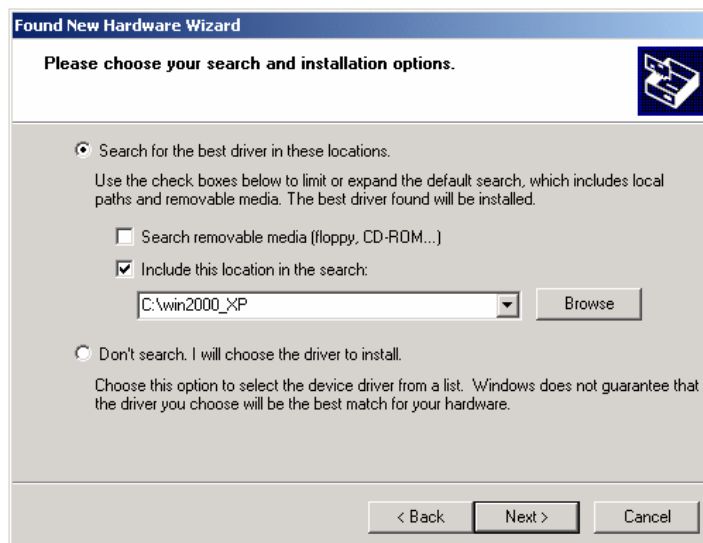 Found New Hardware Wizard
Please choose your search and installation options.
Search for the best driver in these locations.
Use the check boxes below to limit or expand the default search, which includes local
paths and removable media. The best driver found will be installed.
Search removable media (floppy, CD-ROM...)
Include this location in the search:
C:\win2000_XP
Browse
Don't search. I will choose the driver to install.
Choose this option to select the device driver from a list. Windows does not guarantee that
the driver you choose will be the best match for your hardware.
< Back Next > Cancel